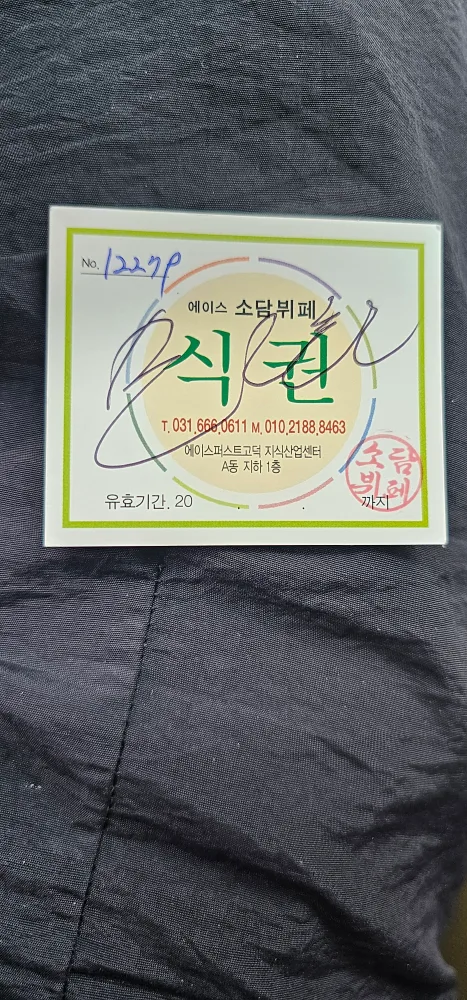 No. 12279
에이스 소담뷔페
식권
T. 031.666.0611 M. 010.2188.8463
에이스퍼스트고덕 지식산업센터
A동 지하 1층
소담
뷔페
유효기간. 20 . . 까지